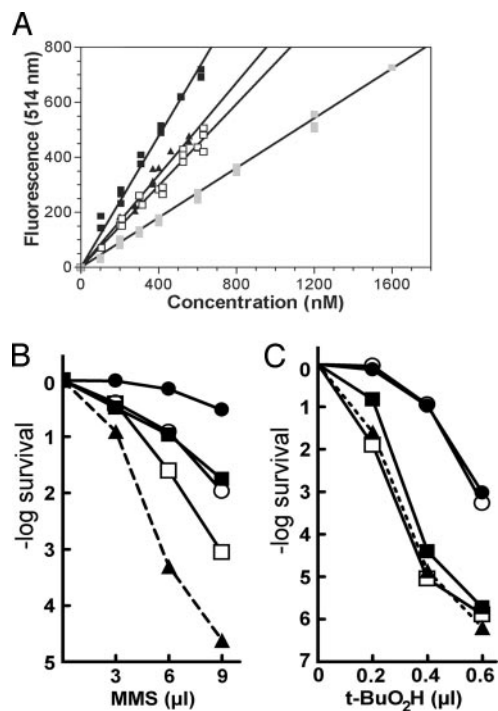 A
Fluorescence (514 nm)
800
600
400
200
0
0 400 800 1200 1600
Concentration (nM)
B
-log survival
0
1
2
3
4
5
3 6 9
MMS (µl)
C
-log survival
0
1
2
3
4
5
6
7
0 0.2 0.4 0.6
t-BuO₂H (µl)